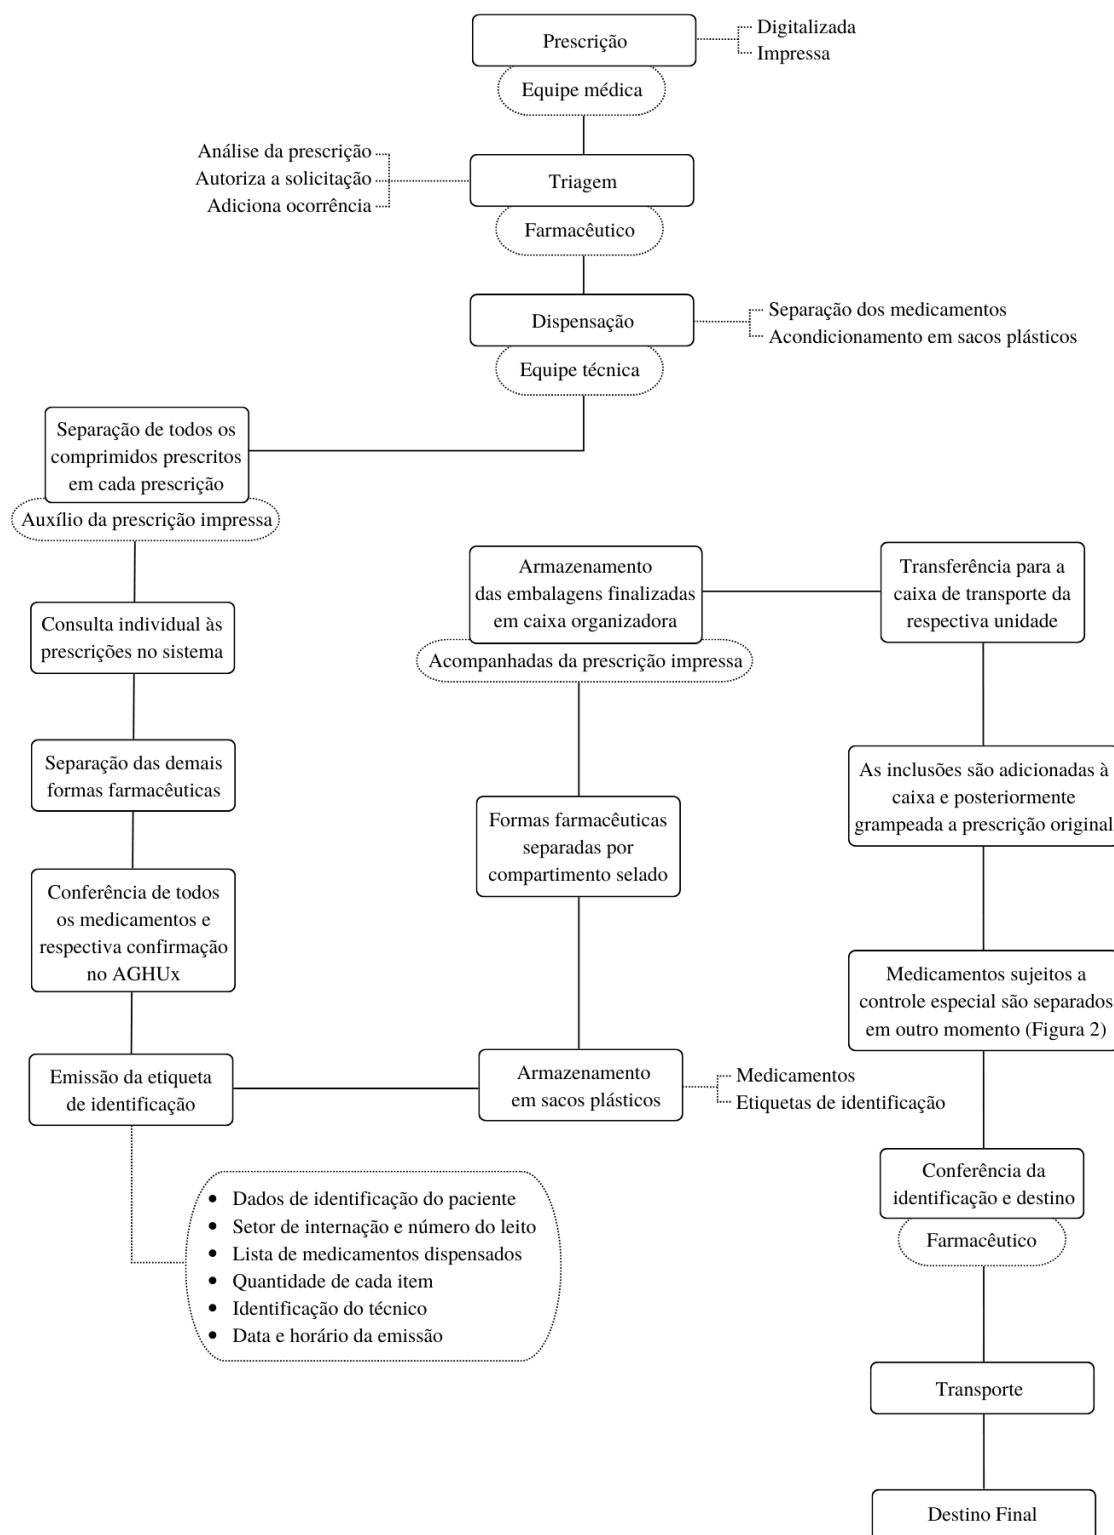 Prescrição
Digitalizada
Impressa
Equipe médica
Análise da prescrição
Autoriza a solicitação
Adiciona ocorrência
Triagem
Farmacêutico
Dispensação
Separação dos medicamentos
Acondicionamento em sacos plásticos
Equipe técnica
Separação de todos os
comprimidos prescritos
em cada prescrição
Auxílio da prescrição impressa
Consulta individual às
prescrições no sistema
Separação das demais
formas farmacêuticas
Conferência de todos
os medicamentos e
respectiva confirmação
no AGHUx
Emissão da etiqueta
de identificação
• Dados de identificação do paciente
• Setor de internação e número do leito
• Lista de medicamentos dispensados
• Quantidade de cada item
• Identificação do técnico
• Data e horário da emissão
Armazenamento
em sacos plásticos
Medicamentos
Etiquetas de identificação
Formas farmacêuticas
separadas por
compartimento selado
Armazenamento
das embalagens finalizadas
em caixa organizadora
Acompanhadas da prescrição impressa
Transferência para a
caixa de transporte da
respectiva unidade
As inclusões são adicionadas à
caixa e posteriormente
grampeada a prescrição original
Medicamentos sujeitos a
controle especial são separados
em outro momento (Figura 2)
Conferência da
identificação e destino
Farmacêutico
Transporte
Destino Final